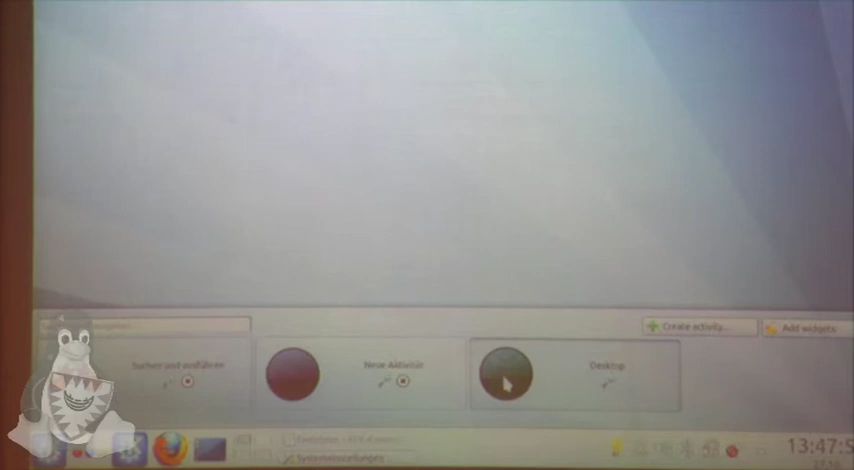 Create activity...
Add widgets
Suchen und ausführen
Neue Aktivität
Desktop
Systemeinstellungen
13:47:5